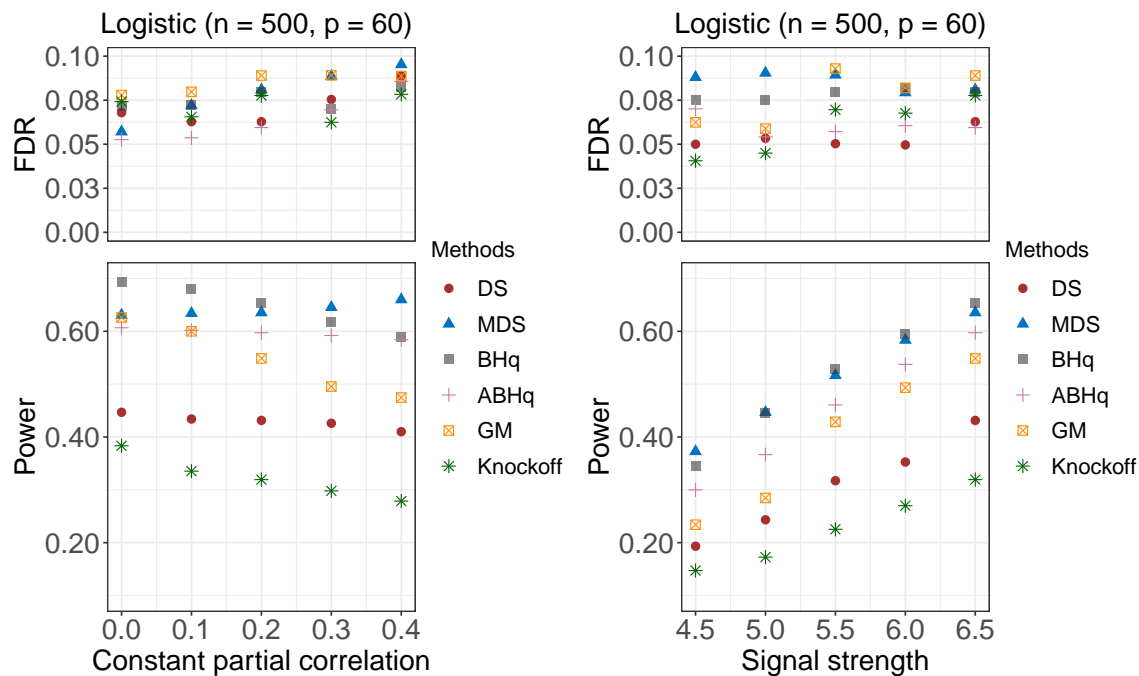 Logistic (n = 500, p = 60)
FDR
0.10
0.08
0.05
0.03
0.00
Power
0.60
0.40
0.20
0.0 0.1 0.2 0.3 0.4
Constant partial correlation
Methods
DS
MDS
BHq
ABHq
GM
Knockoff
Logistic (n = 500, p = 60)
FDR
0.10
0.08
0.05
0.03
0.00
Power
0.60
0.40
0.20
4.5 5.0 5.5 6.0 6.5
Signal strength
Methods
DS
MDS
BHq
ABHq
GM
Knockoff